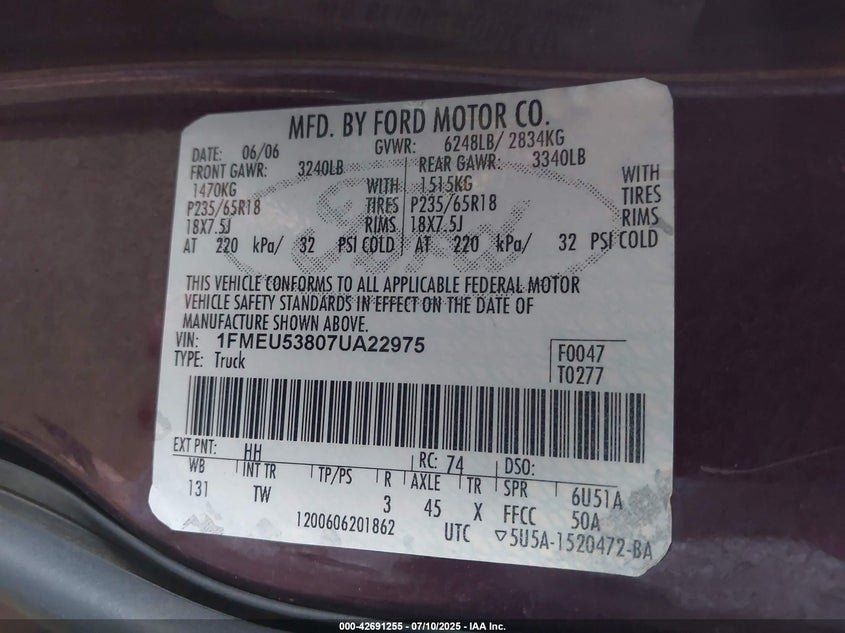 MFD. BY FORD MOTOR CO.
DATE: 06/06 GVWR: 6248LB/ 2834KG
FRONT GAWR: 3240LB REAR GAWR: 3340LB
1470KG WITH 1515KG WITH
P235/65R18 TIRES P235/65R18 TIRES
18X7.5J RIMS 18X7.5J RIMS
AT 220 kPa/ 32 PSI COLD AT 220 kPa/ 32 PSI COLD
Ford
THIS VEHICLE CONFORMS TO ALL APPLICABLE FEDERAL MOTOR
VEHICLE SAFETY STANDARDS IN EFFECT ON THE DATE OF
MANUFACTURE SHOWN ABOVE.
VIN: 1FMEU53807UA22975
TYPE: Truck
F0047
T0277
EXT PNT: HH RC: 74 DSO:
WB INT TR TP/PS R AXLE TR SPR 6U51A
131 TW 3 45 X FFCC 50A
1200606201862 UTC ▽5U5A-1520472-BA
000-42691255 - 07/10/2025 - IAA Inc.